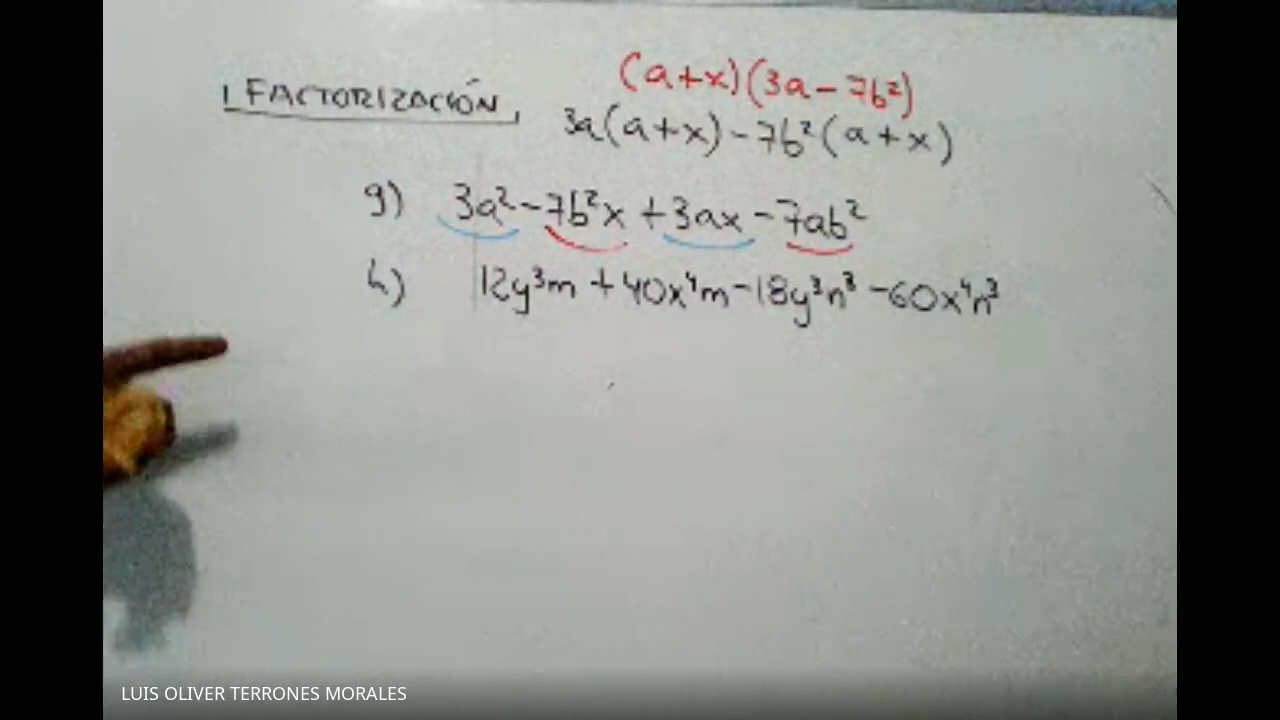 FACTORIZACIÓN
(a+x)(3a-7b²)
3a(a+x)-7b²(a+x)
g) 3a²-7b²x+3ax-7ab²
h) 12y³m+40x⁴m-18y³n³-60x⁴n³
LUIS OLIVER TERRONES MORALES